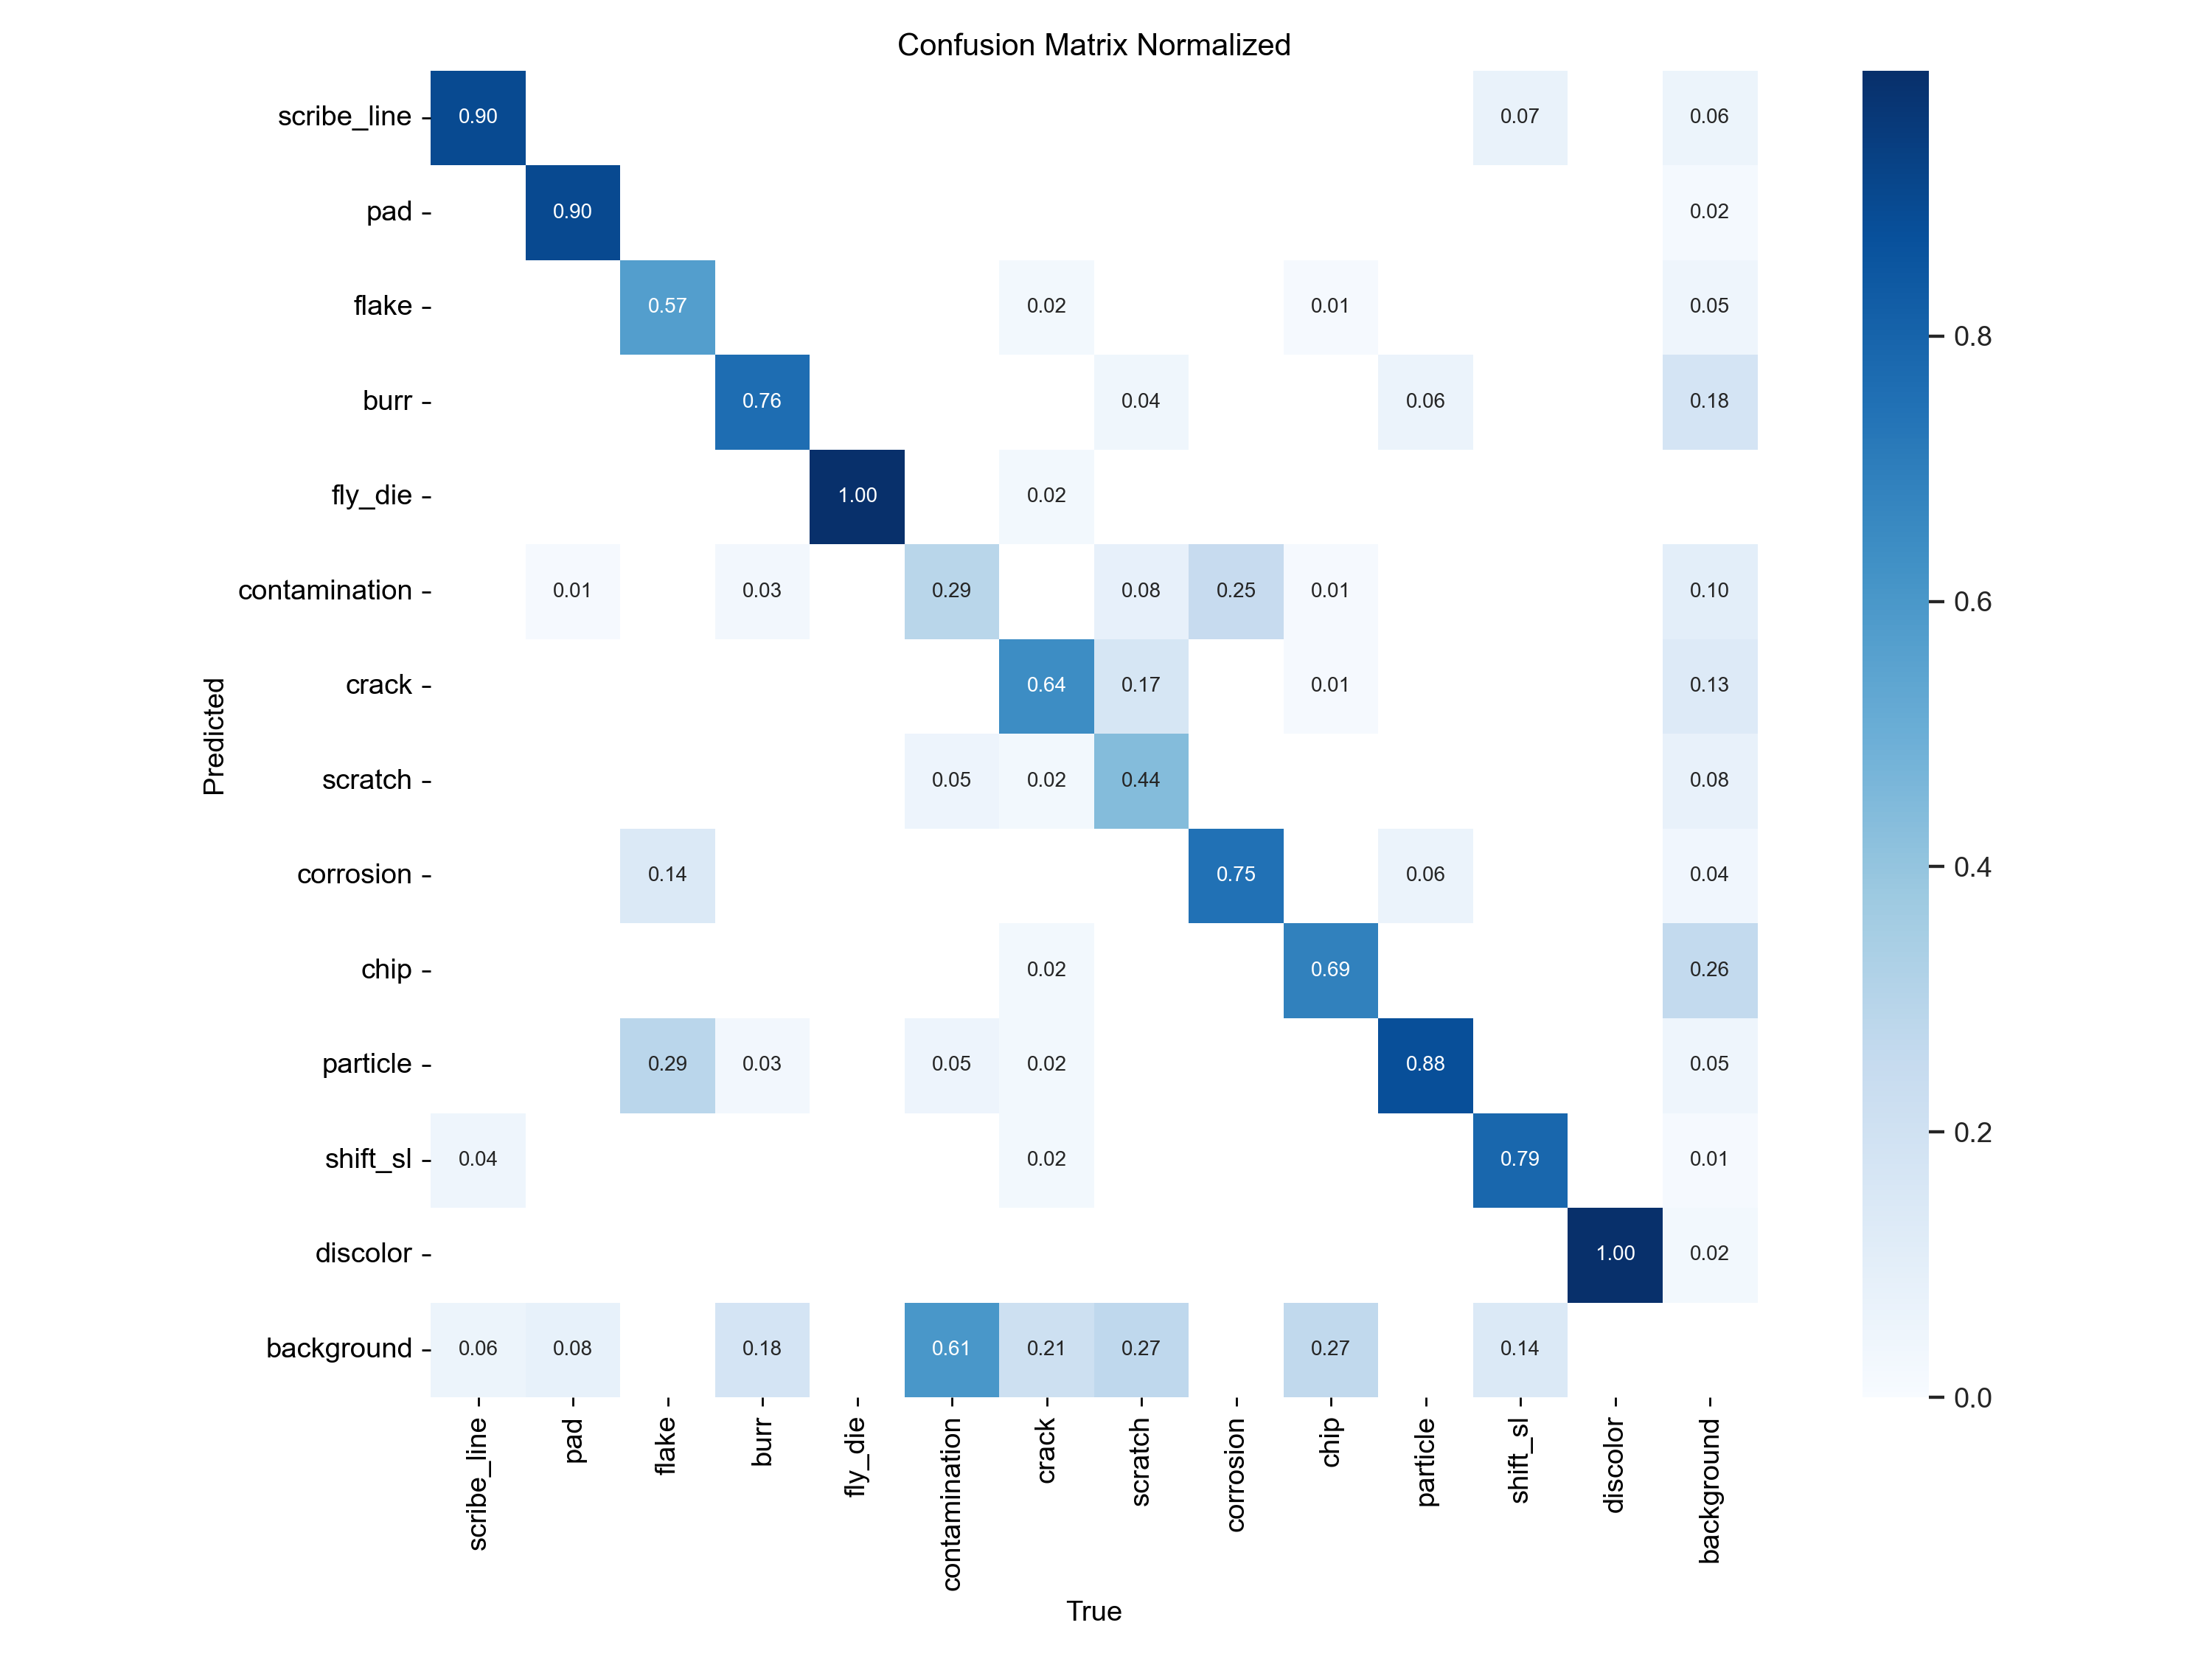 Confusion Matrix Normalized
scribe_line 0.90 0.07 0.06
pad 0.90 0.02
flake 0.57 0.02 0.01 0.05
burr 0.76 0.04 0.06 0.18
fly_die 1.00 0.02
contamination 0.01 0.03 0.29 0.08 0.25 0.01 0.10
crack 0.64 0.17 0.01 0.13
scratch 0.05 0.02 0.44 0.08
corrosion 0.14 0.75 0.06 0.04
chip 0.02 0.69 0.26
particle 0.29 0.03 0.05 0.02 0.88 0.05
shift_sl 0.04 0.02 0.79 0.01
discolor 1.00 0.02
background 0.06 0.08 0.18 0.61 0.21 0.27 0.27 0.14
Predicted
scribe_line pad flake burr fly_die contamination crack scratch corrosion chip particle shift_sl discolor background
True
0.8
0.6
0.4
0.2
0.0